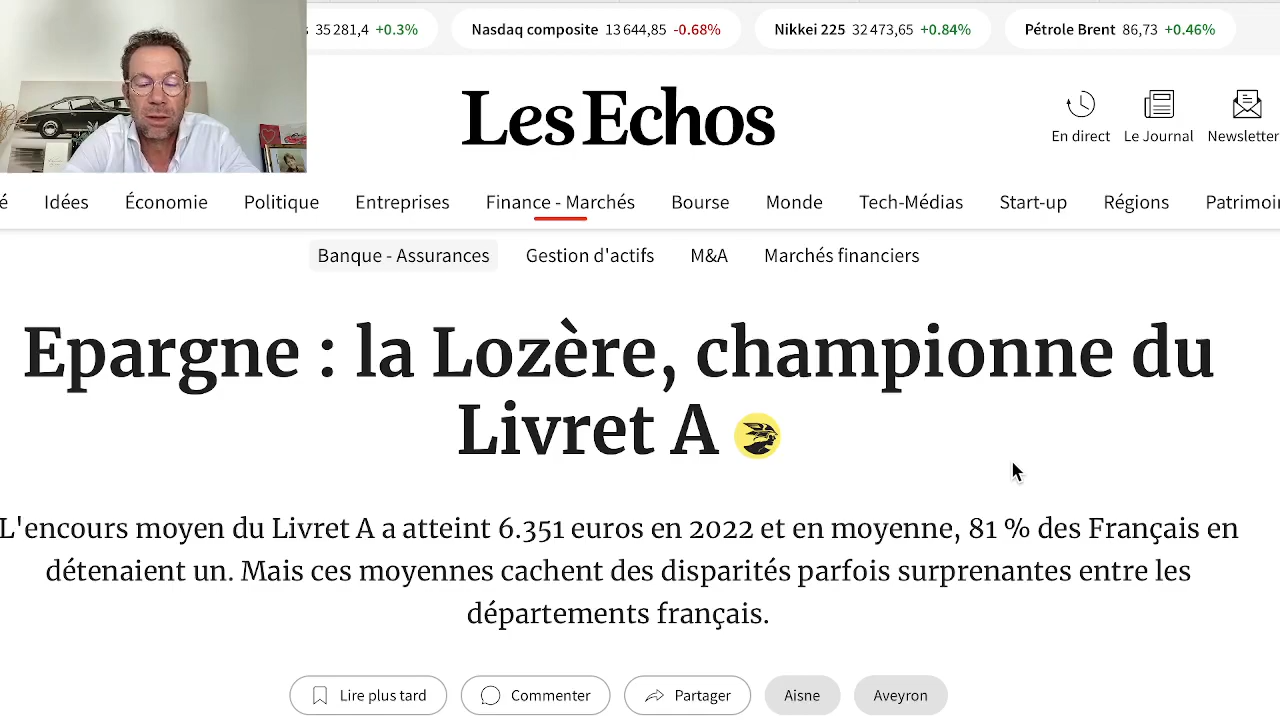 35 281,4 +0.3%
Nasdaq composite 13 644,85 -0.68%
Nikkei 225 32 473,65 +0.84%
Pétrole Brent 86,73 +0.46%
Les Echos
En direct
Le Journal
Newsletter
Idées
Économie
Politique
Entreprises
Finance - Marchés
Bourse
Monde
Tech-Médias
Start-up
Régions
Banque - Assurances
Gestion d'actifs
M&A
Marchés financiers
Epargne : la Lozère, championne du
Livret A
L'encours moyen du Livret A a atteint 6.351 euros en 2022 et en moyenne, 81 % des Français en
détenaient un. Mais ces moyennes cachent des disparités parfois surprenantes entre les
départements français.
Lire plus tard
Commenter
Partager
Aisne
Aveyron